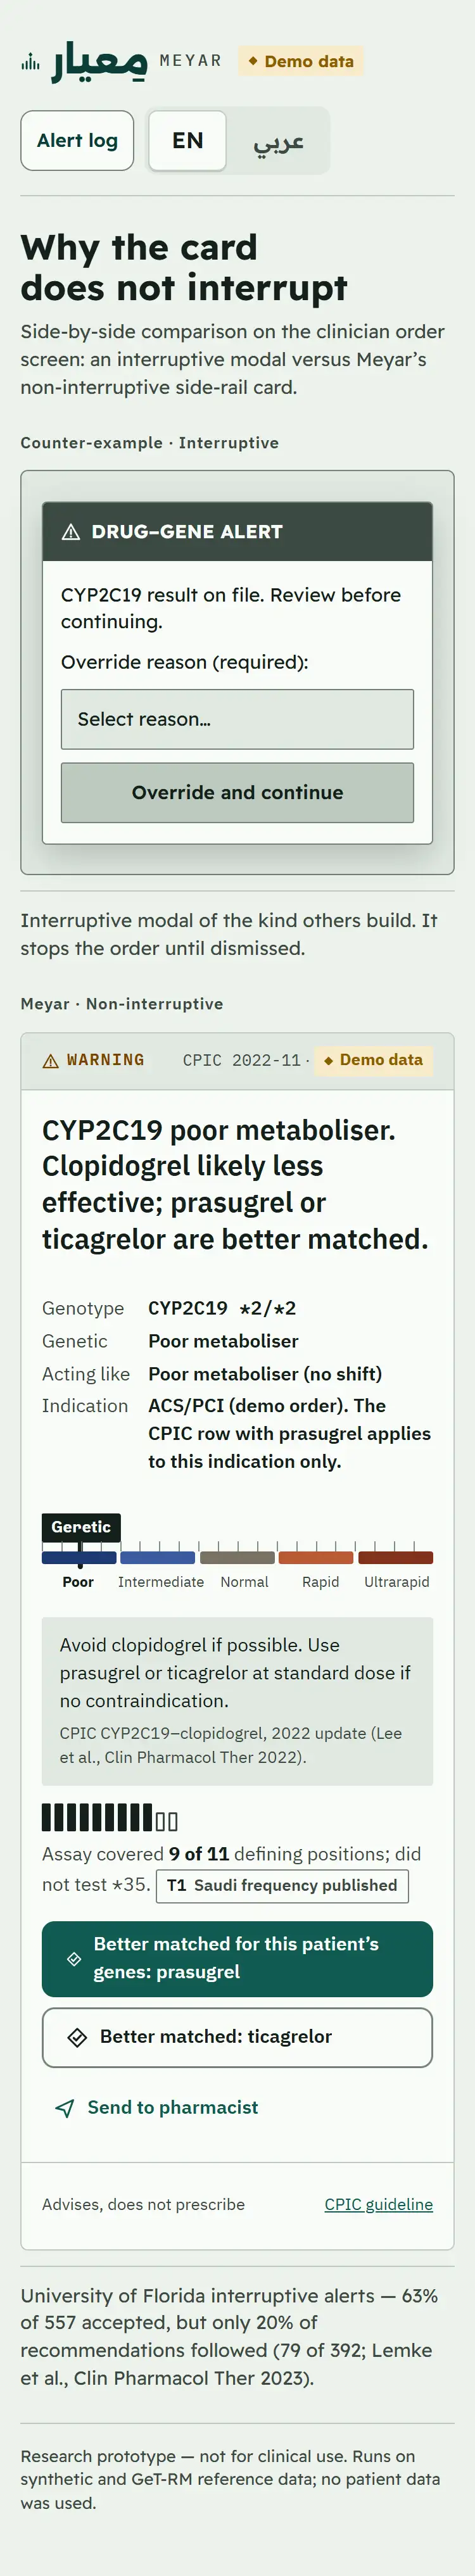 معيار MEYAR Demo data
Alert log EN عربي
Why the card
does not interrupt
Side-by-side comparison on the clinician order
screen: an interruptive modal versus Meyar’s
non-interruptive side-rail card.
Counter-example · Interruptive
DRUG–GENE ALERT
CYP2C19 result on file. Review before
continuing.
Override reason (required):
Select reason…
Override and continue
Interruptive modal of the kind others build. It
stops the order until dismissed.
Meyar · Non-interruptive
WARNING CPIC 2022-11 · Demo data
CYP2C19 poor metaboliser.
Clopidogrel likely less
effective; prasugrel or
ticagrelor are better matched.
Genotype CYP2C19 *2/*2
Genetic Poor metaboliser
Acting like Poor metaboliser (no shift)
Indication ACS/PCI (demo order). The
CPIC row with prasugrel applies
to this indication only.
Genetic
Poor Intermediate Normal Rapid Ultrarapid
Avoid clopidogrel if possible. Use
prasugrel or ticagrelor at standard dose if
no contraindication.
CPIC CYP2C19–clopidogrel, 2022 update (Lee
et al., Clin Pharmacol Ther 2022).
Assay covered 9 of 11 defining positions; did
not test *35. T1 Saudi frequency published
Better matched for this patient’s
genes: prasugrel
Better matched: ticagrelor
Send to pharmacist
Advises, does not prescribe CPIC guideline
University of Florida interruptive alerts — 63%
of 557 accepted, but only 20% of
recommendations followed (79 of 392; Lemke
et al., Clin Pharmacol Ther 2023).
Research prototype — not for clinical use. Runs on
synthetic and GeT-RM reference data; no patient data
was used.